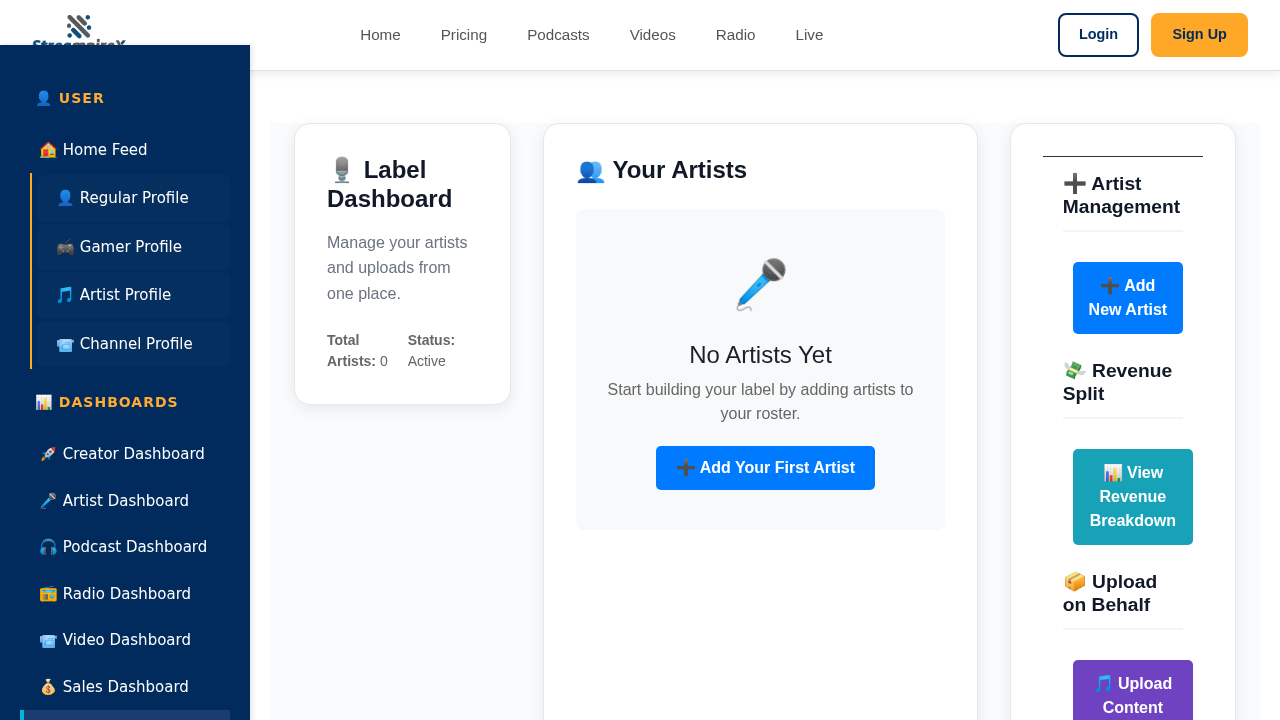 StreampireX
Home
Pricing
Podcasts
Videos
Radio
Live
Login
Sign Up
👤 USER
🏠 Home Feed
👤 Regular Profile
🎮 Gamer Profile
🎵 Artist Profile
📺 Channel Profile
📊 DASHBOARDS
🚀 Creator Dashboard
🎤 Artist Dashboard
🎧 Podcast Dashboard
📻 Radio Dashboard
📺 Video Dashboard
💰 Sales Dashboard
🎙️ Label
Dashboard
Manage your artists
and uploads from
one place.
Total
Artists: 0
Status:
Active
👥 Your Artists
🎤
No Artists Yet
Start building your label by adding artists to
your roster.
➕ Add Your First Artist
➕ Artist
Management
➕ Add
New Artist
💸 Revenue
Split
📊 View
Revenue
Breakdown
📦 Upload
on Behalf
🎵 Upload
Content